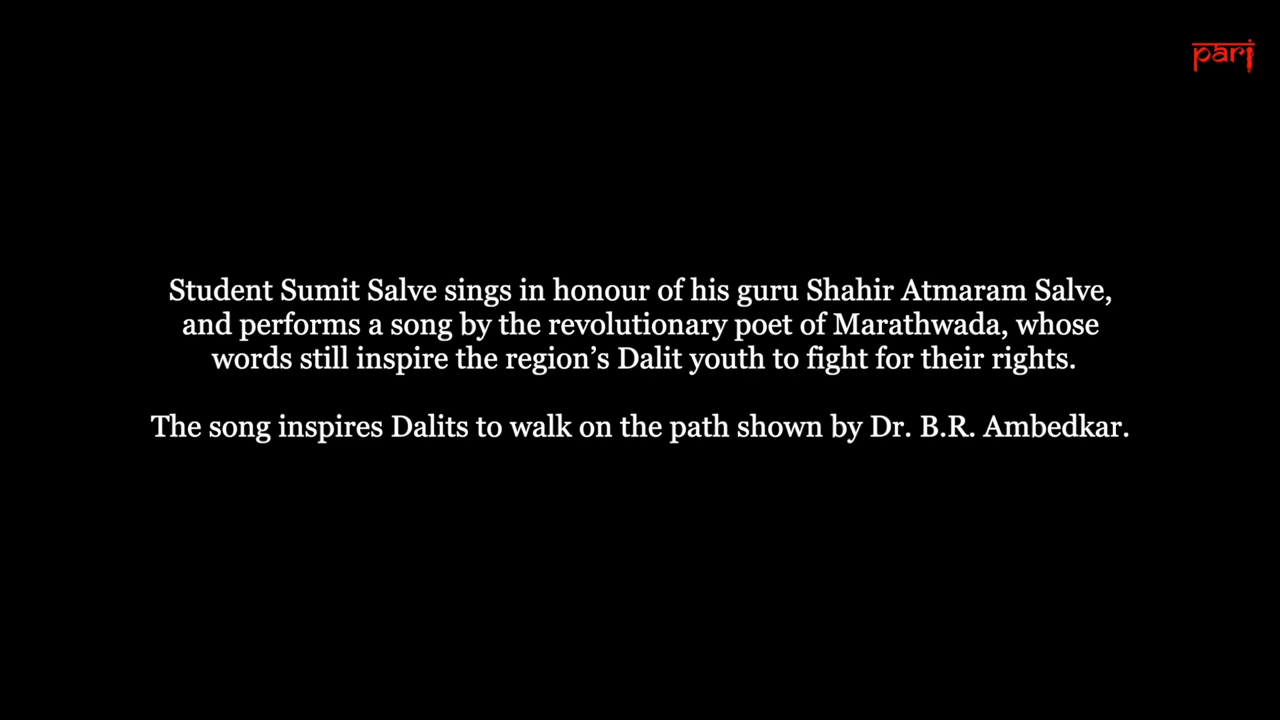 pari
Student Sumit Salve sings in honour of his guru Shahir Atmaram Salve,
and performs a song by the revolutionary poet of Marathwada, whose
words still inspire the region’s Dalit youth to fight for their rights.
The song inspires Dalits to walk on the path shown by Dr. B.R. Ambedkar.